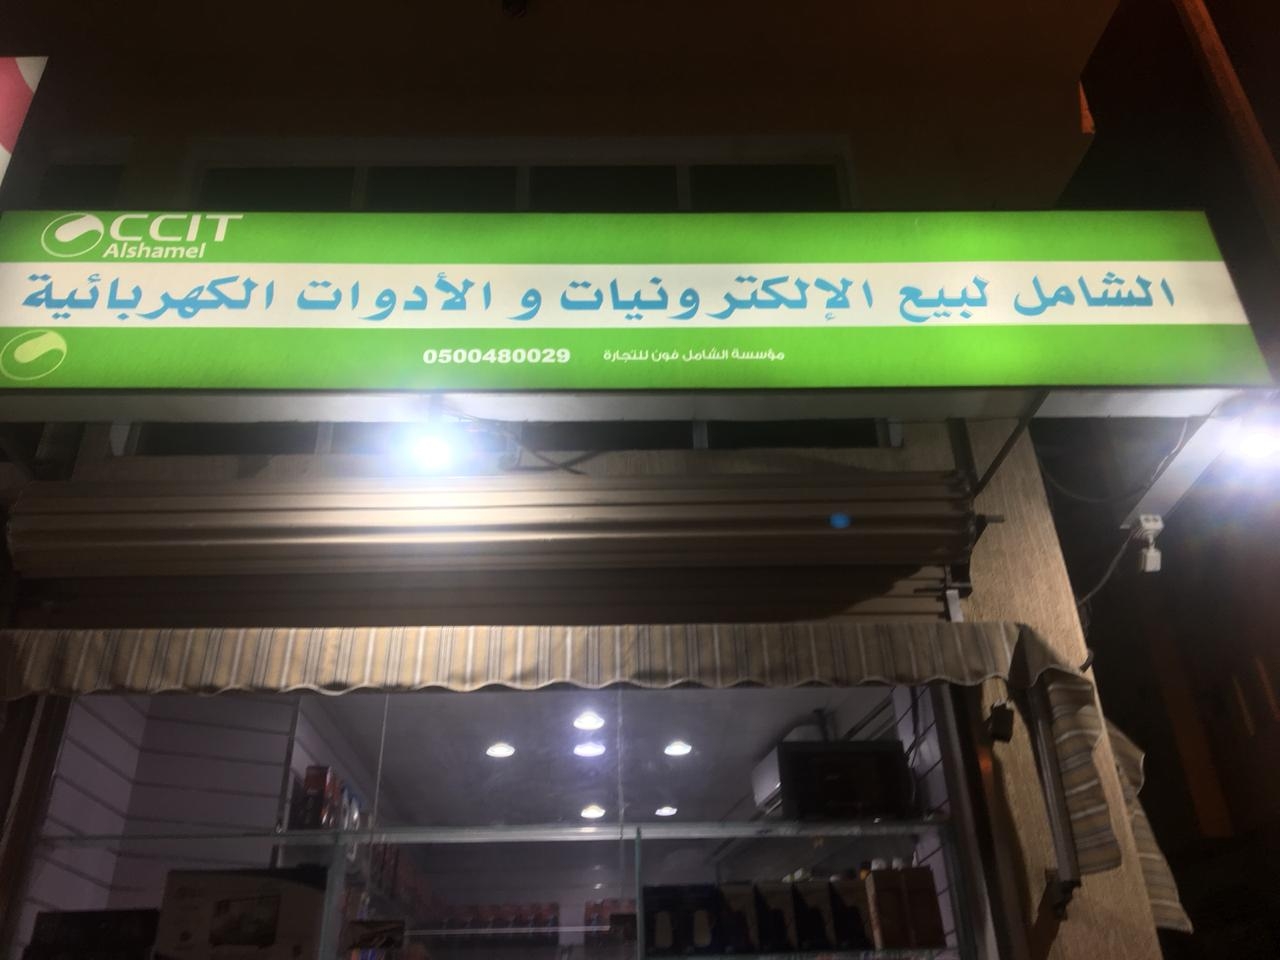 CCIT
Alshamel
الشامل لبيع الإلكترونيات و الأدوات الكهربائية
مؤسسة الشامل فون للتجارة 0500480029